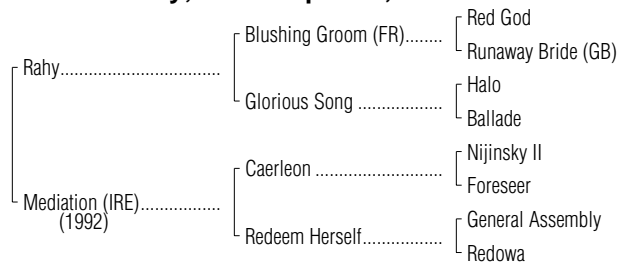 Red God
Blushing Groom (FR)........
Runaway Bride (GB)
Rahy..................................
Halo
Glorious Song ..................
Ballade
Nijinsky II
Caerleon ...........................
Foreseer
Mediation (IRE).................
(1992)
General Assembly
Redeem Herself.................
Redowa